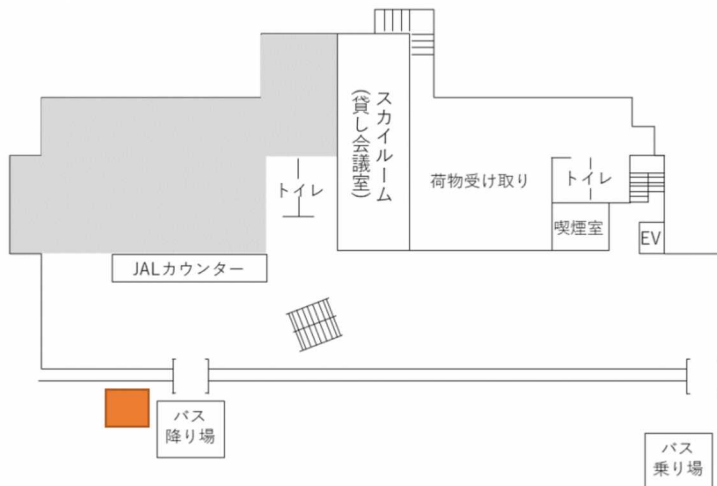 スカイルーム
(貸し会議室)
トイレ
荷物受け取り
トイレ
喫煙室
EV
JALカウンター
バス
降り場
バス
乗り場